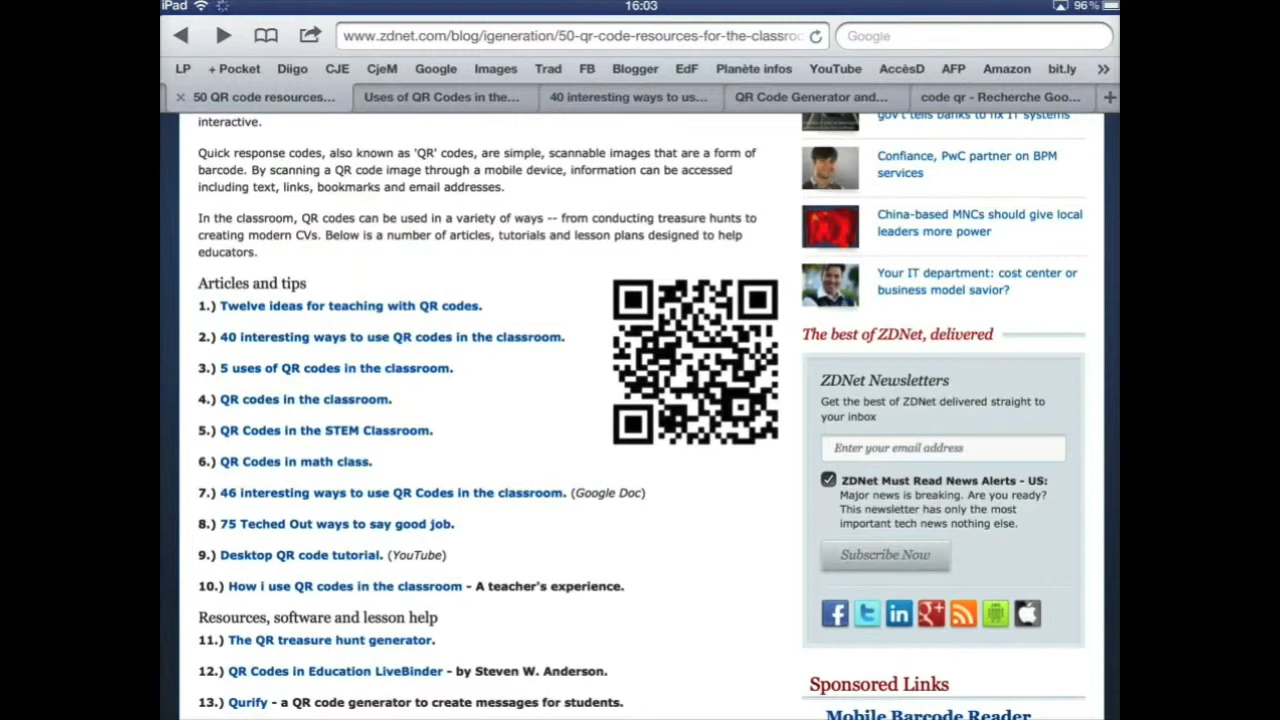 iPad
16:03
96%
www.zdnet.com/blog/igeneration/50-qr-code-resources-for-the-classro
Google
LP + Pocket Diigo CJE CjeM Google Images Trad FB Blogger EdF Planète infos YouTube AccèsD AFP Amazon bit.ly »
50 QR code resources...
Uses of QR Codes in the...
40 interesting ways to us...
QR Code Generator and...
code qr - Recherche Goo...
interactive.
Quick response codes, also known as 'QR' codes, are simple, scannable images that are a form of
barcode. By scanning a QR code image through a mobile device, information can be accessed
including text, links, bookmarks and email addresses.
In the classroom, QR codes can be used in a variety of ways -- from conducting treasure hunts to
creating modern CVs. Below is a number of articles, tutorials and lesson plans designed to help
educators.
Articles and tips
1.) Twelve ideas for teaching with QR codes.
2.) 40 interesting ways to use QR codes in the classroom.
3.) 5 uses of QR codes in the classroom.
4.) QR codes in the classroom.
5.) QR Codes in the STEM Classroom.
6.) QR Codes in math class.
7.) 46 interesting ways to use QR Codes in the classroom. (Google Doc)
8.) 75 Teched Out ways to say good job.
9.) Desktop QR code tutorial. (YouTube)
10.) How i use QR codes in the classroom - A teacher's experience.
Resources, software and lesson help
11.) The QR treasure hunt generator.
12.) QR Codes in Education LiveBinder - by Steven W. Anderson.
13.) Qurify - a QR code generator to create messages for students.
gov't tells banks to fix IT systems
Confiance, PwC partner on BPM
services
China-based MNCs should give local
leaders more power
Your IT department: cost center or
business model savior?
The best of ZDNet, delivered
ZDNet Newsletters
Get the best of ZDNet delivered straight to
your inbox
Enter your email address
ZDNet Must Read News Alerts - US:
Major news is breaking. Are you ready?
This newsletter has only the most
important tech news nothing else.
Subscribe Now
Sponsored Links
Mobile Barcode Reader